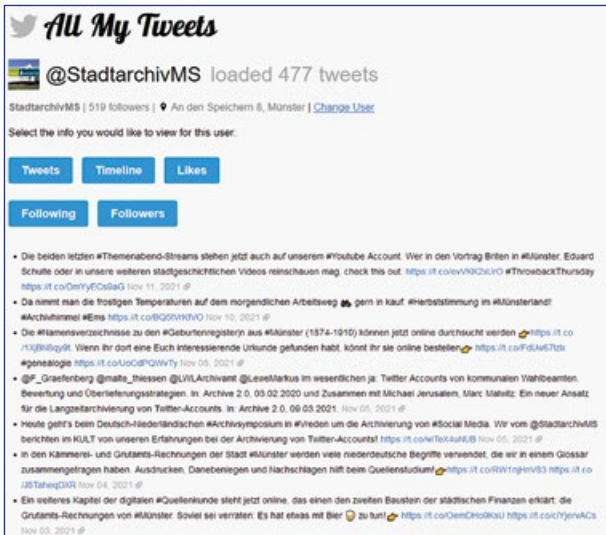 All My Tweets
@StadtarchivMS loaded 477 tweets
StadtarchivMS | 519 followers | An den Speichern 8, Münster | Change User
Select the info you would like to view for this user:
Tweets Timeline Likes
Following Followers
• Die beiden letzten #Themenabend-Streams stehen jetzt auch auf unserem #Youtube Account. Wer in den Vortrag Briten in #Münster, Eduard
Schulte oder in unsere weiteren stadtgeschichtlichen Videos reinschauen mag, check this out: #ThrowbackThursday
Nov 11, 2021
• Da nimmt man die frostigen Temperaturen auf dem morgendlichen Arbeitsweg gern in kauf. #Herbststimmung im #Münsterland!
#Archivhimmel #Ems Nov 10, 2021
• Die #Namensverzeichnisse zu den #Geburtenregister)n aus #Münster (1874-1910) können jetzt online durchsucht werden 👉
Wenn ihr dort eine Euch interessierende Urkunde gefunden habt, könnt ihr sie online bestellen👉
#genealogie Nov 08, 2021
• @F_Graefenberg @malte_thiessen @LWLArchivamt @LeweMarkus Im wesentlichen ja: Twitter Accounts von kommunalen Wahlbeamten.
Bewertung und Überlieferungsstrategien. In: Archive 2.0, 03.02.2020 und Zusammen mit Michael Jerusalem, Marc Malwitz: Ein neuer Ansatz
für die Langzeitarchivierung von Twitter-Accounts. In: Archive 2.0, 09.03.2021. Nov 05, 2021
• Heute geht's beim Deutsch-Niederländischen #Archivsymposium in #Vreden um die Archivierung von #Social Media. Wir vom @StadtarchivMS
berichten im KULT von unseren Erfahrungen bei der Archivierung von Twitter-Accounts! Nov 05, 2021
• In den Kämmerei- und Grutamts-Rechnungen der Stadt #Münster werden viele niederdeutsche Begriffe verwendet, die wir in einem Glossar
zusammengetragen haben. Ausdrucken, Danebenlegen und Nachschlagen hilft beim Quellenstudium!👉
Nov 04, 2021
• Ein weiteres Kapitel der digitalen #Quellenkunde steht jetzt online, das einen den zweiten Baustein der städtischen Finanzen erklärt: die
Grutamts-Rechnungen von #Münster. Soviel sei verraten: Es hat etwas mit Bier zu tun!👉
Nov 03, 2021